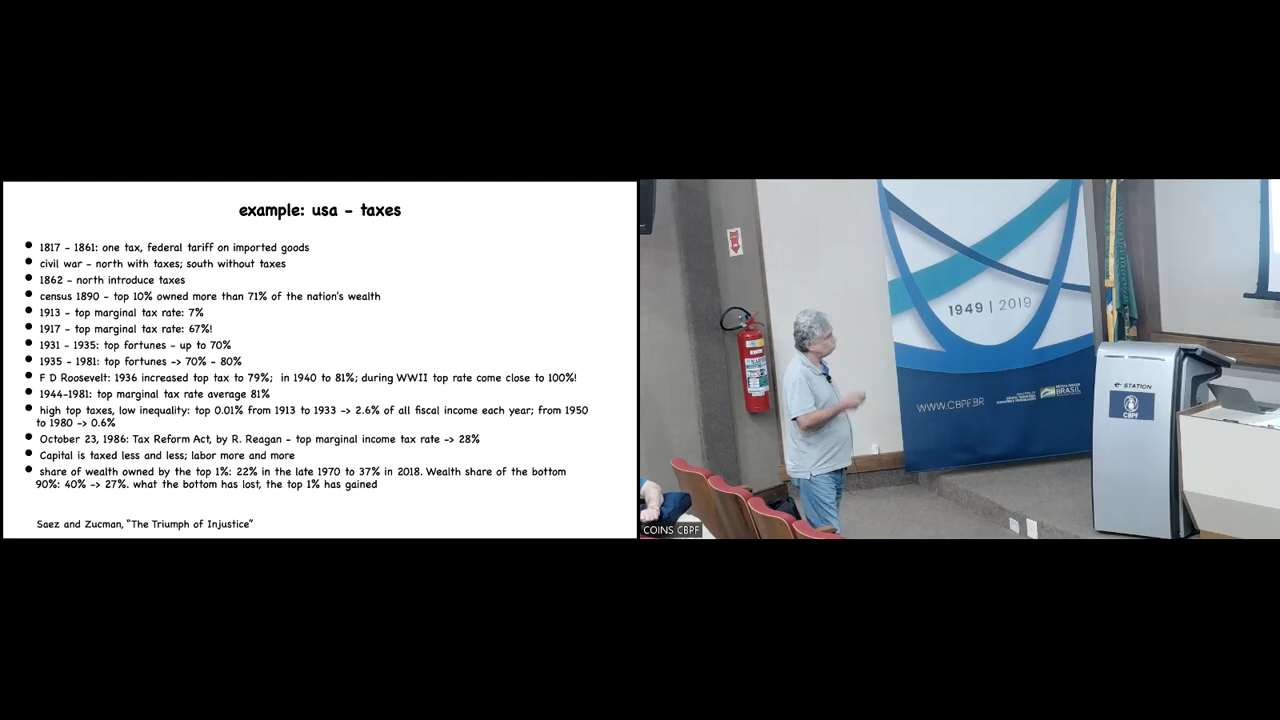 example: usa - taxes
1817 - 1861: one tax, federal tariff on imported goods
civil war - north with taxes; south without taxes
1862 - north introduce taxes
census 1890 - top 10% owned more than 71% of the nation's wealth
1913 - top marginal tax rate: 7%
1917 - top marginal tax rate: 67%!
1931 - 1935: top fortunes - up to 70%
1935 - 1981: top fortunes -> 70% - 80%
F D Roosevelt: 1936 increased top tax to 79%; in 1940 to 81%; during WWII top rate come close to 100%!
1944-1981: top marginal tax rate average 81%
high top taxes, low inequality: top 0.01% from 1913 to 1933 -> 2.6% of all fiscal income each year; from 1950
to 1980 -> 0.6%
October 23, 1986: Tax Reform Act, by R. Reagan - top marginal income tax rate -> 28%
Capital is taxed less and less; labor more and more
share of wealth owned by the top 1%: 22% in the late 1970 to 37% in 2018. Wealth share of the bottom
90%: 40% -> 27%. what the bottom has lost, the top 1% has gained
Saez and Zucman, "The Triumph of Injustice"
1949 | 2019
WWW.CBPF.BR
BRASIL
STATION
CBPF
COINS CBPF